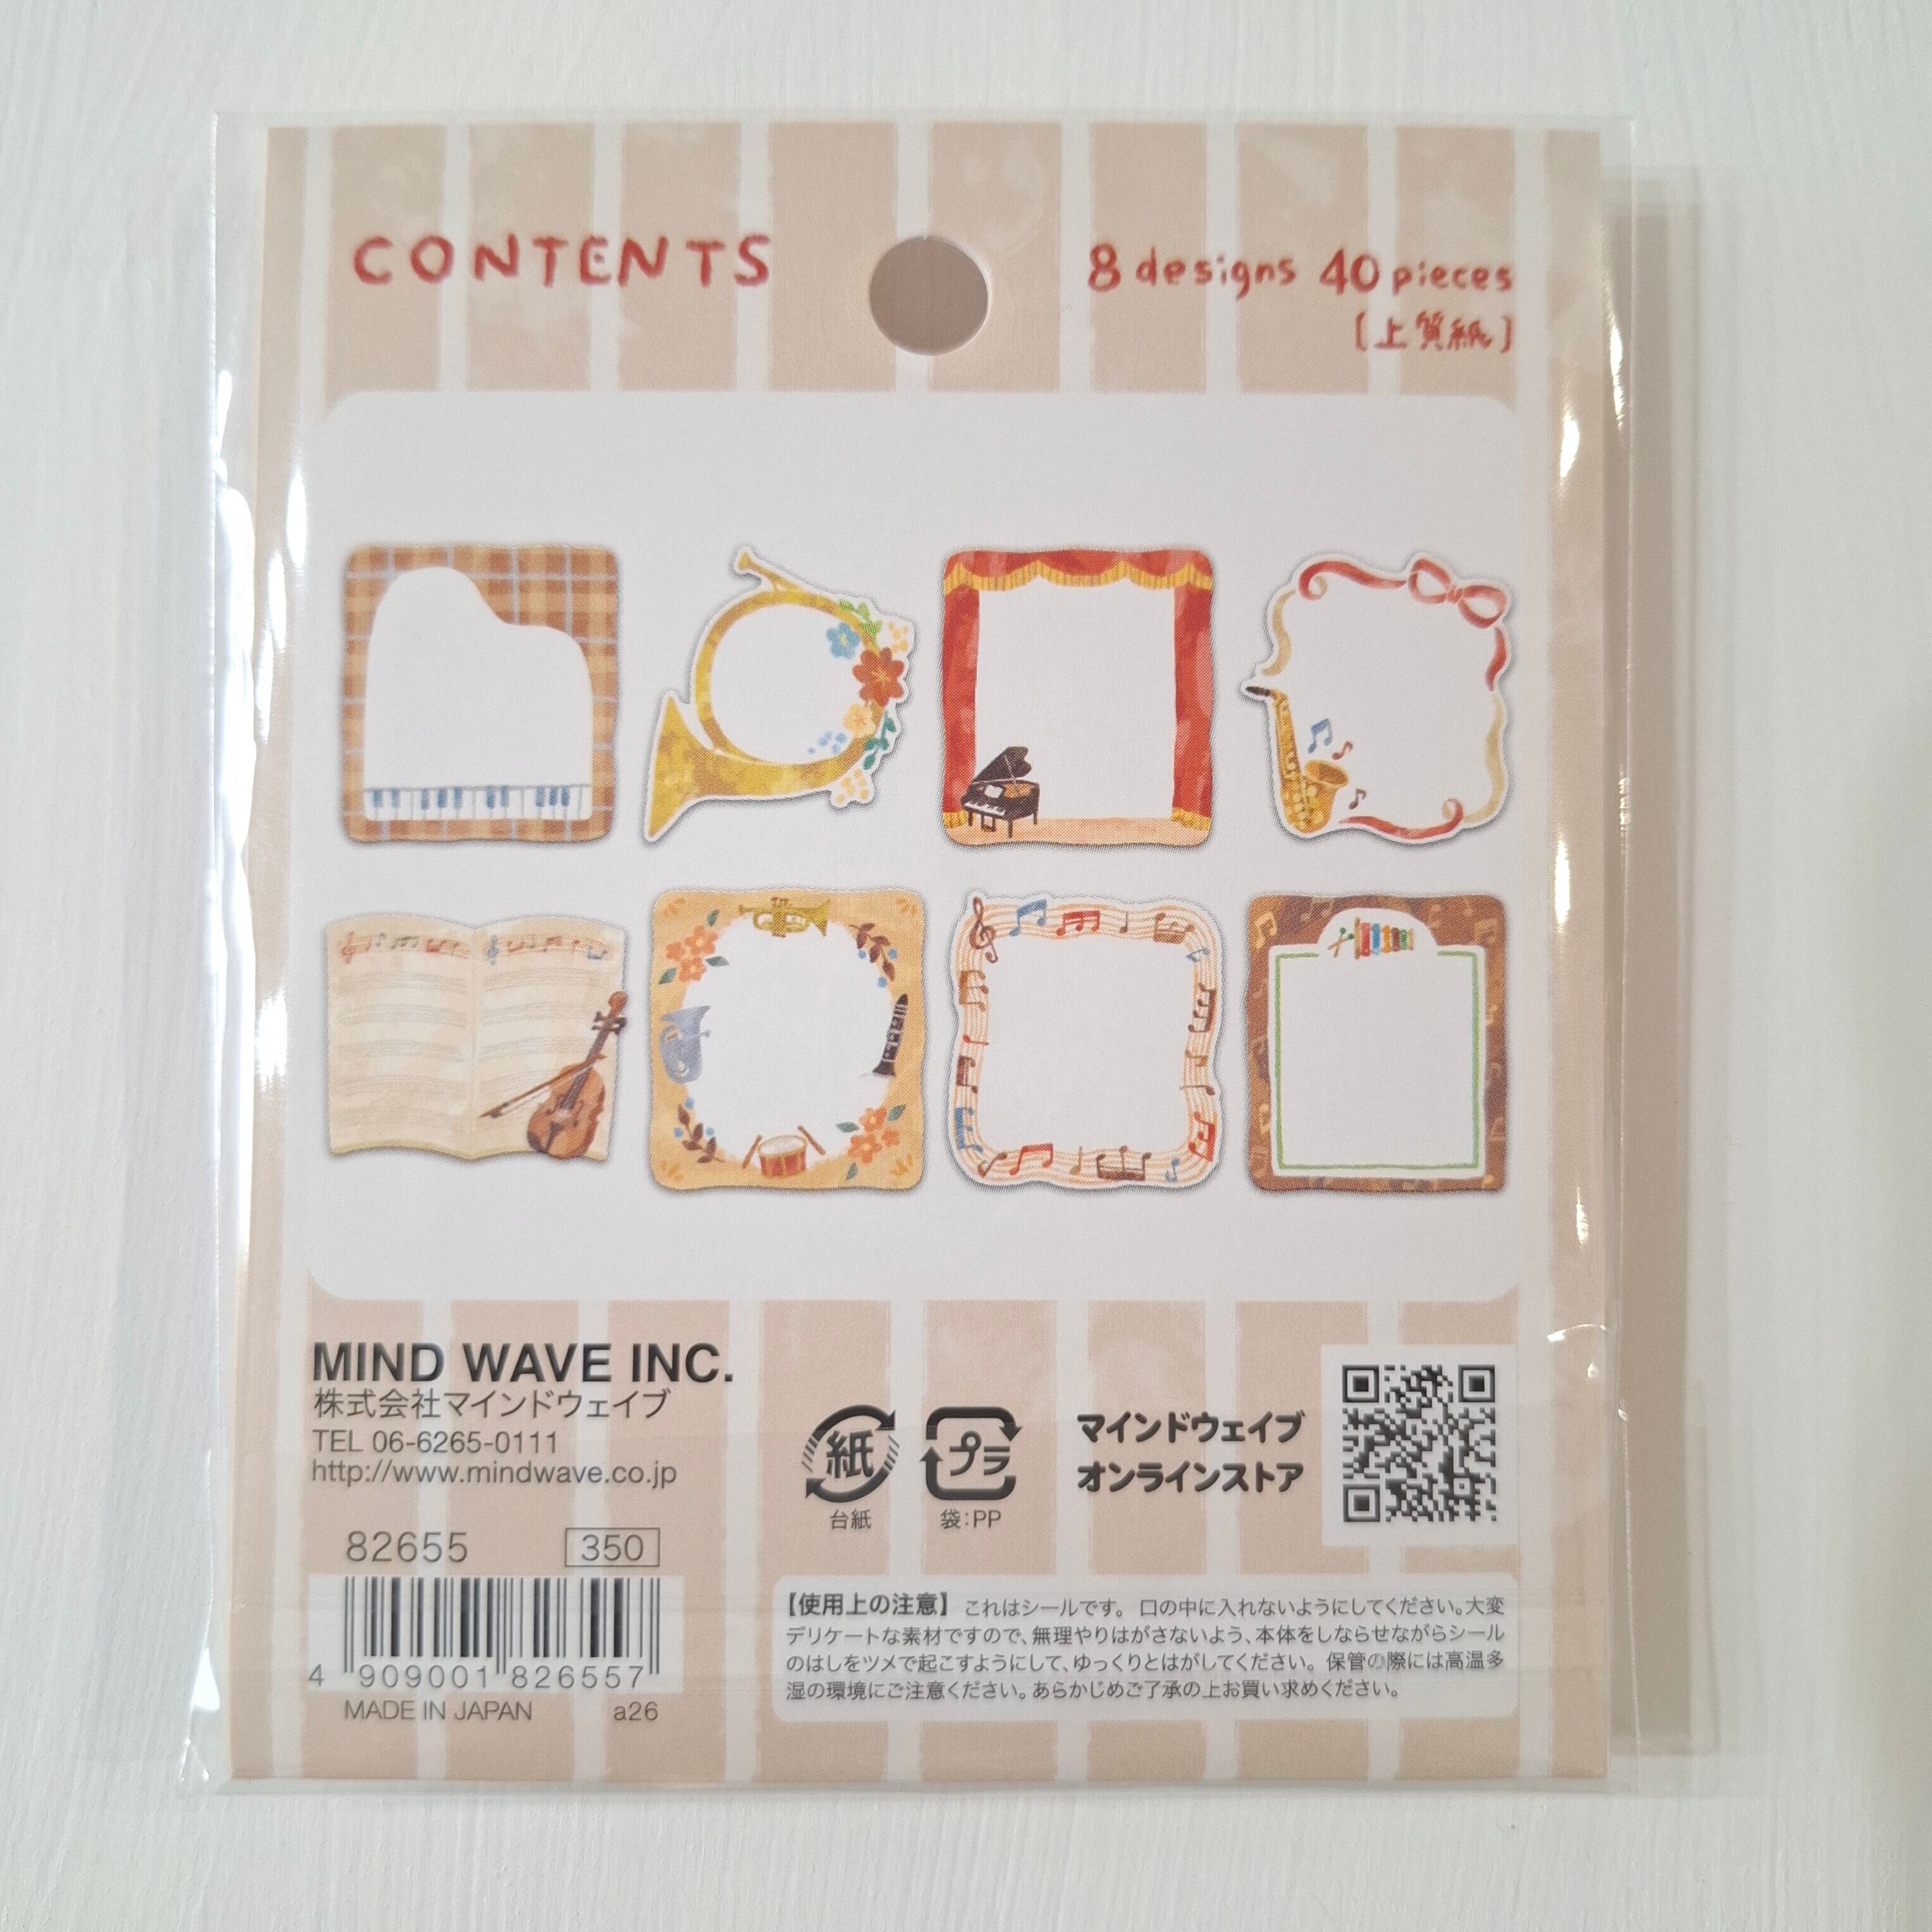 CONTENTS
8 designs 40 pieces
[上質紙]
MIND WAVE INC.
株式会社マインドウェイブ
TEL 06-6265-0111
http://www.mindwave.co.jp
紙
台紙
プラ
袋:PP
マインドウェイブ
オンラインストア
82655
350
4 909001 826557
MADE IN JAPAN
a26
【使用上の注意】これはシールです。口の中に入れないようにしてください。大変
デリケートな素材ですので、無理やりはがさないよう、本体をしならせながらシール
のはしをツメで起こすようにして、ゆっくりとはがしてください。保管の際には高温多
湿の環境にご注意ください。あらかじめご了承の上お買い求めください。